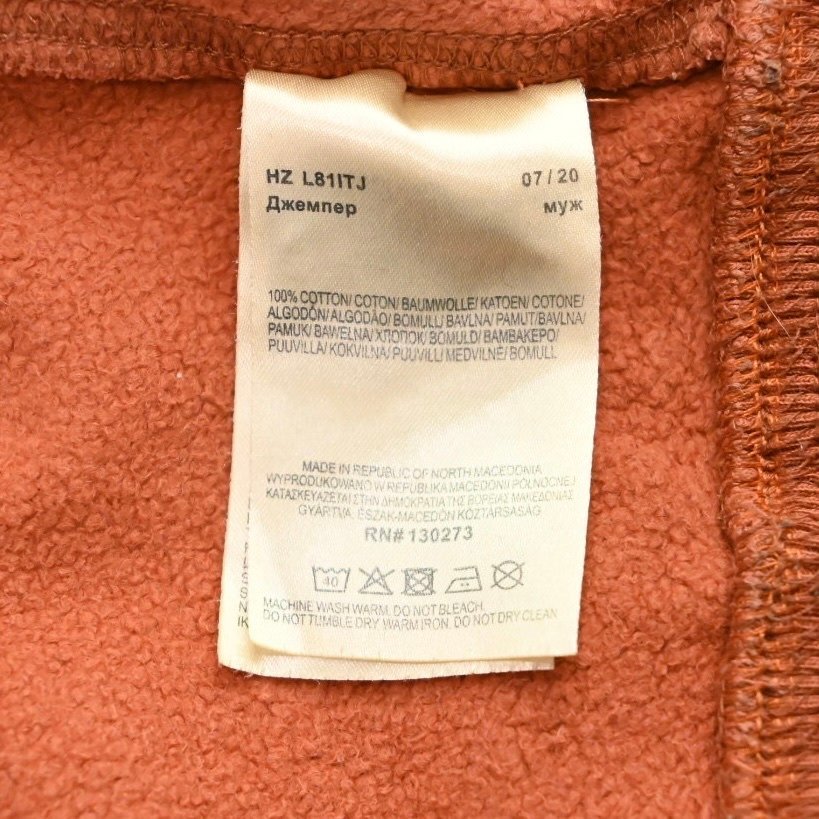 HZ L81ITJ 07/20
Джемпер муж
100% COTTON/ COTON/ BAUMWOLLE/ KATOEN/ COTONE/
ALGODÓN/ ALGODÃO/ BOMULL/ BAVLNA/ PAMUT/BAVLNA/
PAMUK/ BAWELNA/ ХЛОПОК/ BOMULD/ ΒΑΜΒΑΚΕΡΟ/
PUUVILLA/ KOKVILNA/ PUUVILL/ MEDVILNĖ/ BOMULL
MADE IN REPUBLIC OF NORTH MACEDONIA
WYPRODUKOWANO W REPUBLIKA MACEDONII PÓŁNOCNEJ
ΚΑΤΑΣΚΕΥΑΖΕΤΑΙ ΣΤΗΝ ΔΗΜΟΚΡΑΤΙΑ ΤΗΣ ΒΟΡΕΙΑΣ ΜΑΚΕΔΟΝΙΑΣ
GYÁRTVA: ÉSZAK-MACEDÓN KÖZTÁRSASÁG
RN# 130273
40
MACHINE WASH WARM. DO NOT BLEACH.
DO NOT TUMBLE DRY. WARM IRON. DO NOT DRY CLEAN